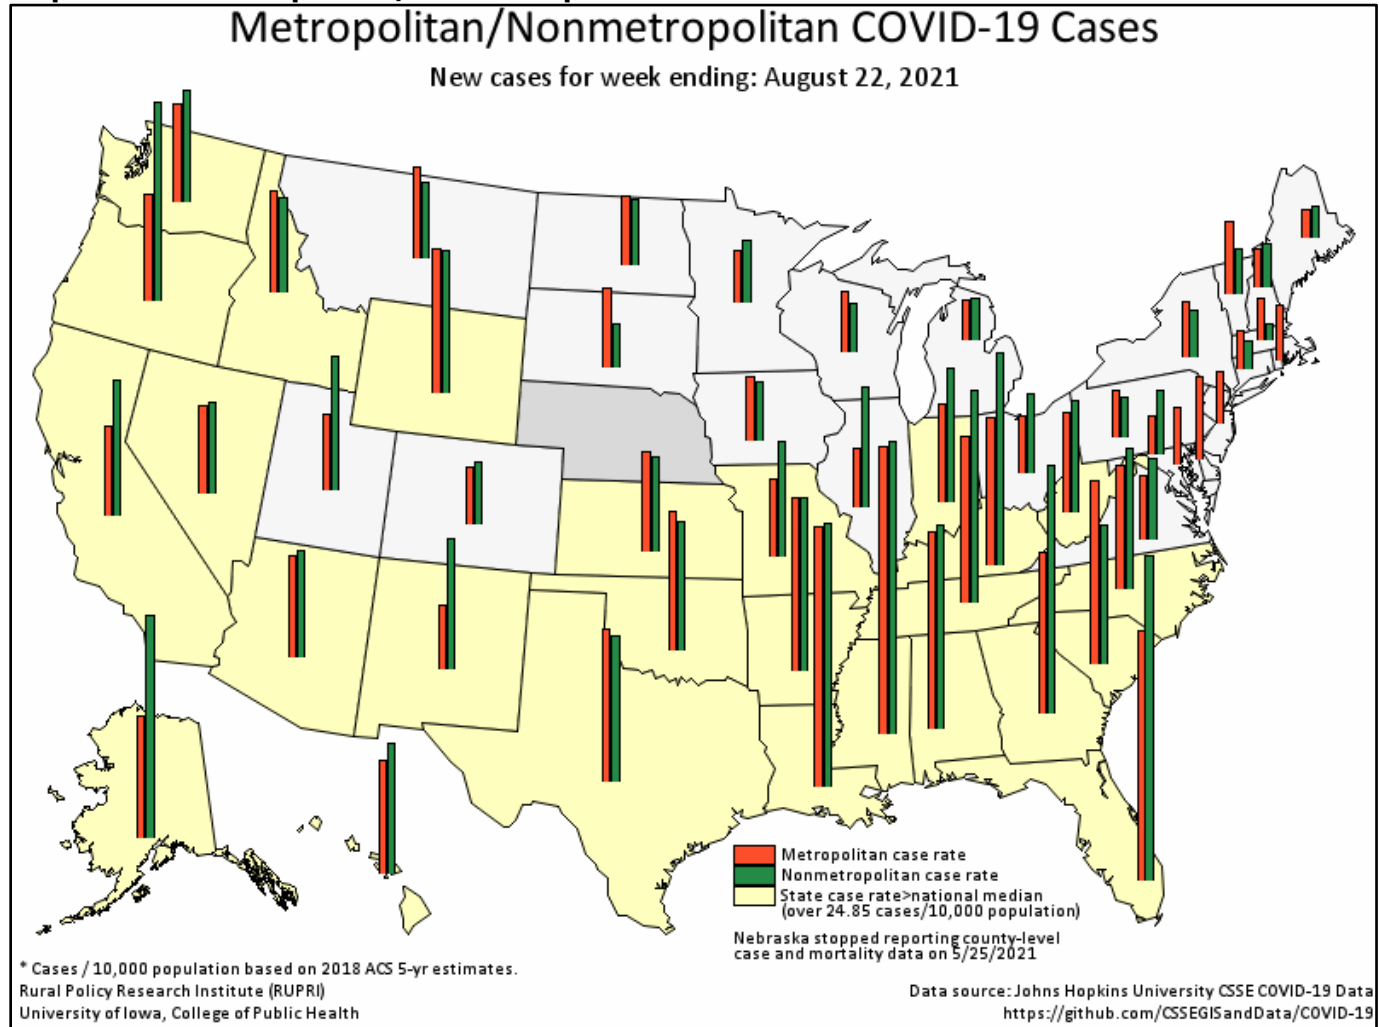 Metropolitan/Nonmetropolitan COVID-19 Cases
New cases for week ending: August 22, 2021
Metropolitan case rate
Nonmetropolitan case rate
State case rate>national median
(over 24.85 cases/10,000 population)
Nebraska stopped reporting county-level
case and mortality data on 5/25/2021
* Cases / 10,000 population based on 2018 ACS 5-yr estimates.
Rural Policy Research Institute (RUPRI)
University of Iowa, College of Public Health
Data source: Johns Hopkins University CSSE COVID-19 Data
https://github.com/CSSEGISandData/COVID-19